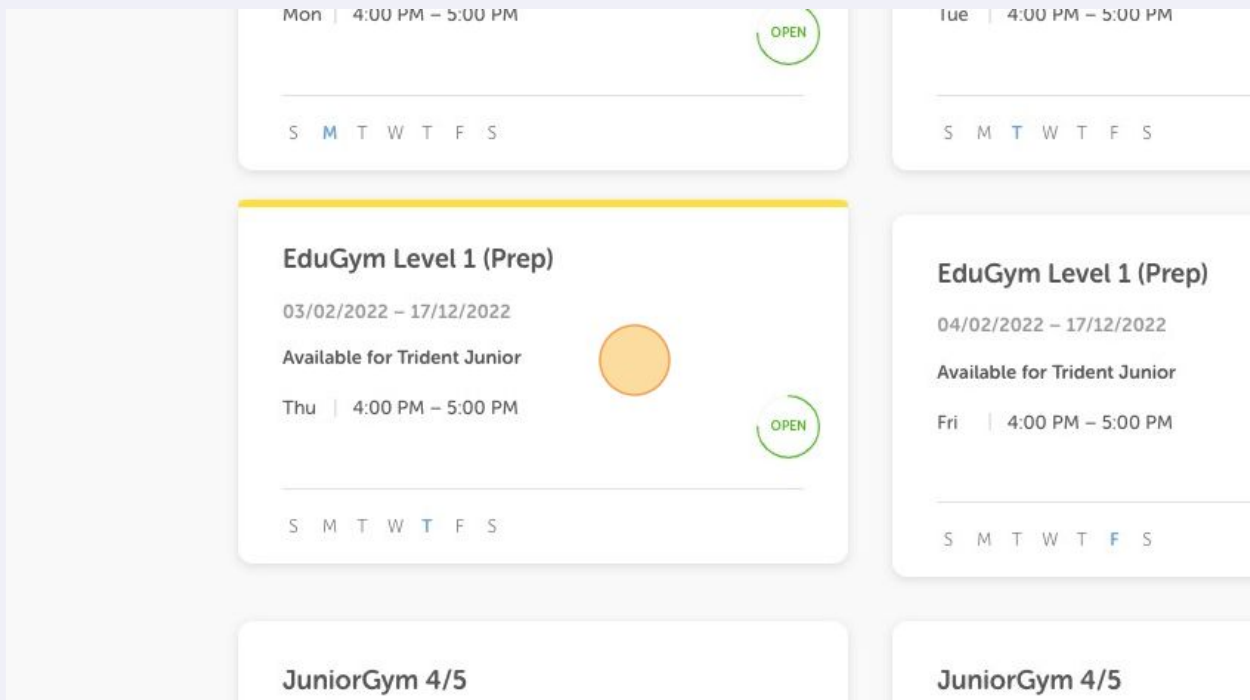 Mon 4:00 PM – 5:00 PM
OPEN
S M T W T F S
Tue 4:00 PM – 5:00 PM
S M T W T F S
EduGym Level 1 (Prep)
03/02/2022 – 17/12/2022
Available for Trident Junior
Thu 4:00 PM – 5:00 PM
OPEN
S M T W T F S
EduGym Level 1 (Prep)
04/02/2022 – 17/12/2022
Available for Trident Junior
Fri 4:00 PM – 5:00 PM
S M T W T F S
JuniorGym 4/5
JuniorGym 4/5